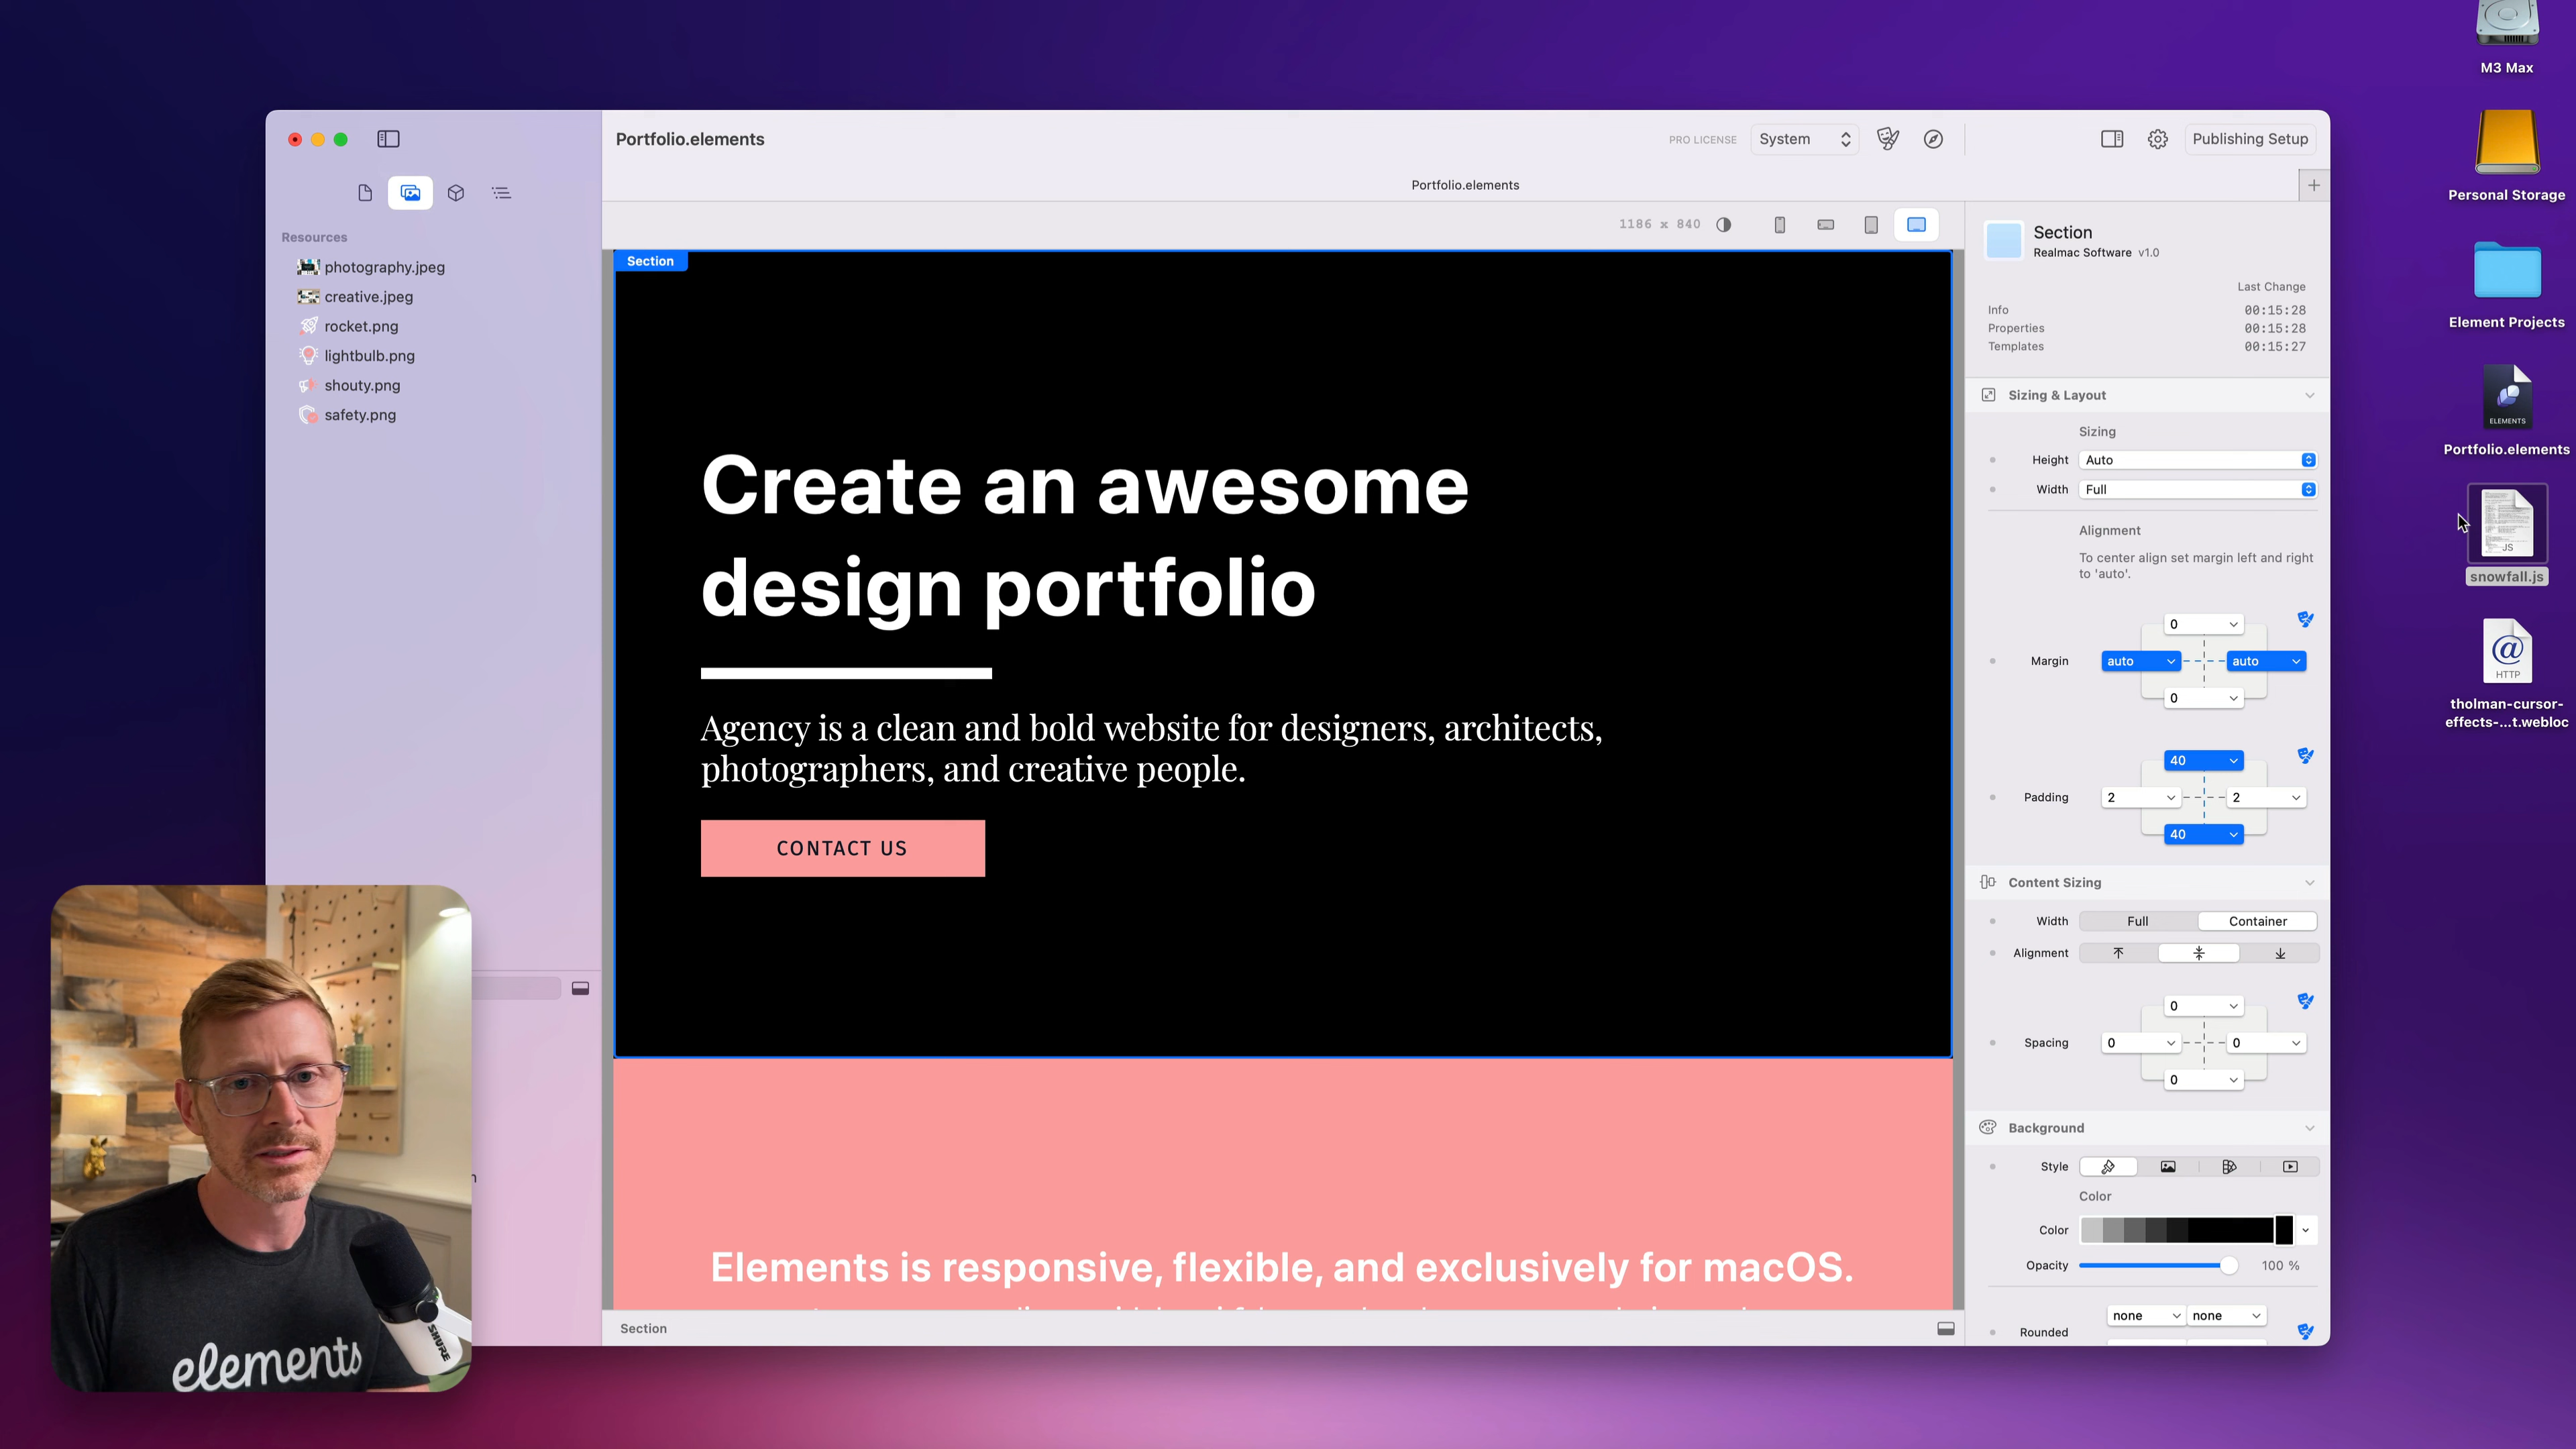 M3 Max
Personal Storage
Element Projects
ELEMENTS
Portfolio.elements
JS
snowfall.js
HTTP
tholman-cursor-
effects-...t.webloc
Portfolio.elements
PRO LICENSE
System
Publishing Setup
Portfolio.elements
1186 x 840
Resources
photography.jpeg
creative.jpeg
rocket.png
lightbulb.png
shouty.png
safety.png
Section
Create an awesome
design portfolio
Agency is a clean and bold website for designers, architects,
photographers, and creative people.
CONTACT US
Elements is responsive, flexible, and exclusively for macOS.
Section
Section
Realmac Software v1.0
Last Change
Info 00:15:28
Properties 00:15:28
Templates 00:15:27
Sizing & Layout
Sizing
Height Auto
Width Full
Alignment
To center align set margin left and right
to 'auto'.
0
Margin auto auto
0
40
Padding 2 2
40
Content Sizing
Width Full Container
Alignment
0
Spacing 0 0
0
Background
Style
Color
Color
Opacity 100 %
none none
Rounded
elements
SHURE